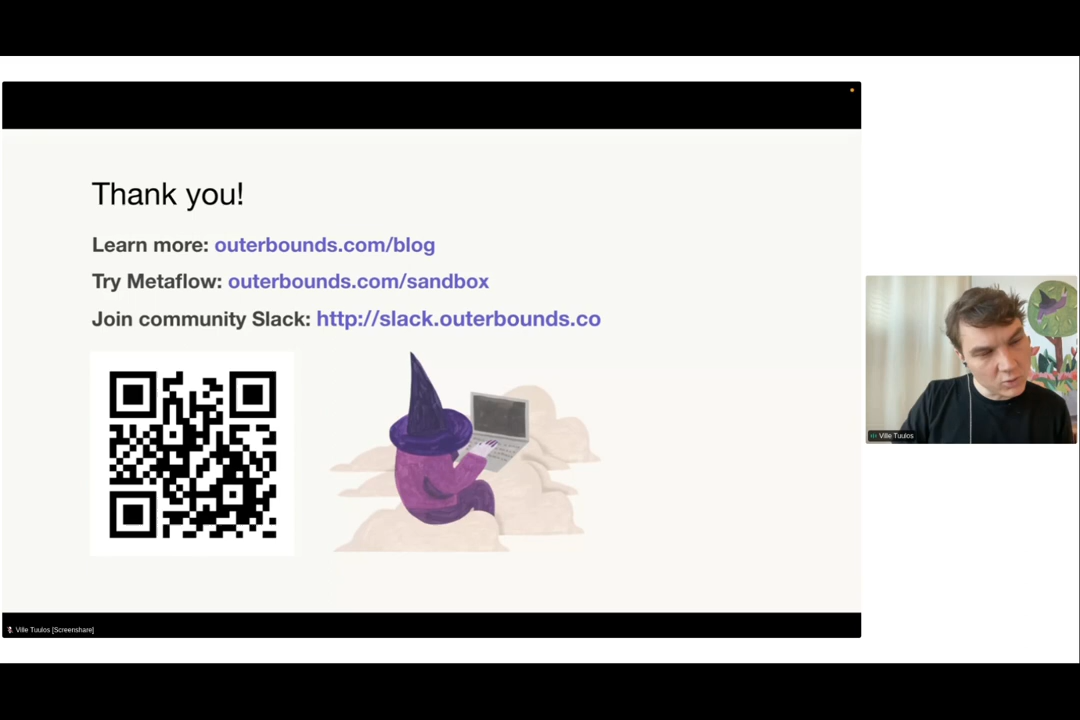 Thank you!
Learn more: outerbounds.com/blog
Try Metaflow: outerbounds.com/sandbox
Join community Slack: http://slack.outerbounds.co
Ville Tuulos
Ville Tuulos [Screenshare]